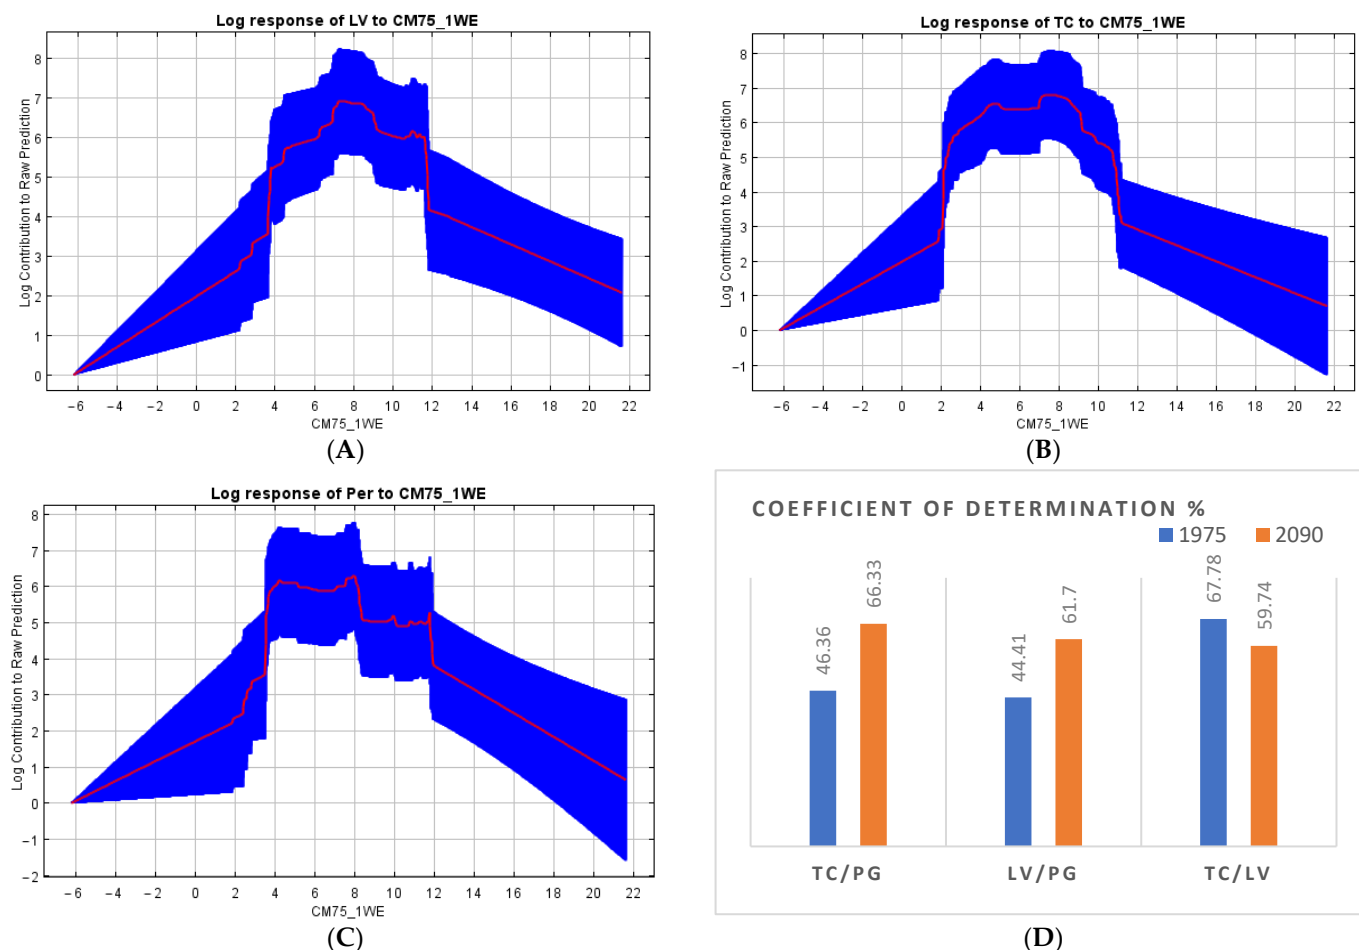 Log response of LV to CM75_1WE
Log Contribution to Raw Prediction
8
7
6
5
4
3
2
1
0
−6 −4 −2 0 2 4 6 8 10 12 14 16 18 20 22
CM75_1WE
(A)
Log response of TC to CM75_1WE
Log Contribution to Raw Prediction
8
7
6
5
4
3
2
1
0
−1
−6 −4 −2 0 2 4 6 8 10 12 14 16 18 20 22
CM75_1WE
(B)
Log response of Per to CM75_1WE
Log Contribution to Raw Prediction
8
7
6
5
4
3
2
1
0
−1
−2
−6 −4 −2 0 2 4 6 8 10 12 14 16 18 20 22
CM75_1WE
(C)
COEFFICIENT OF DETERMINATION %
1975 2090
46.36 66.33 44.41 61.7 67.78 59.74
TC/PG LV/PG TC/LV
(D)